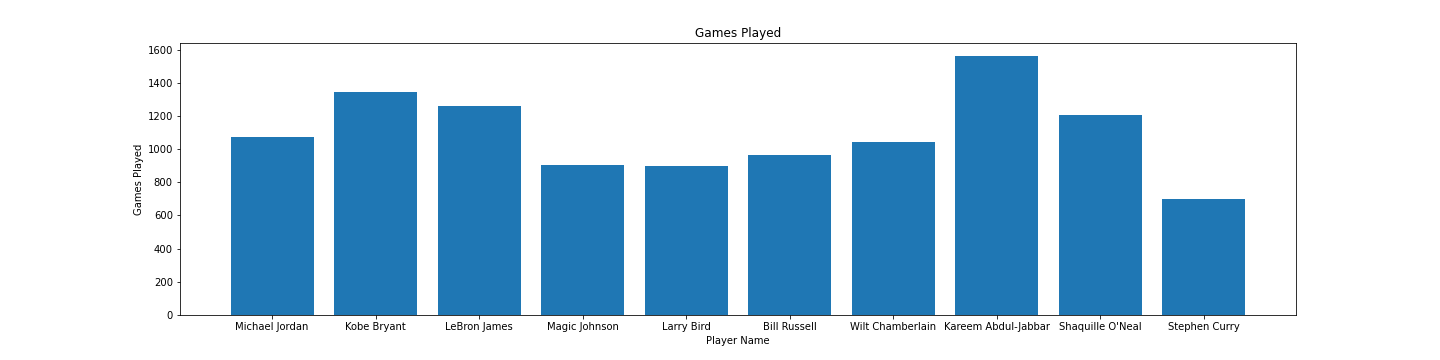 Games Played
Games Played
1600
1400
1200
1000
800
600
400
200
0
Michael Jordan Kobe Bryant LeBron James Magic Johnson Larry Bird Bill Russell Wilt Chamberlain Kareem Abdul-Jabbar Shaquille O'Neal Stephen Curry
Player Name